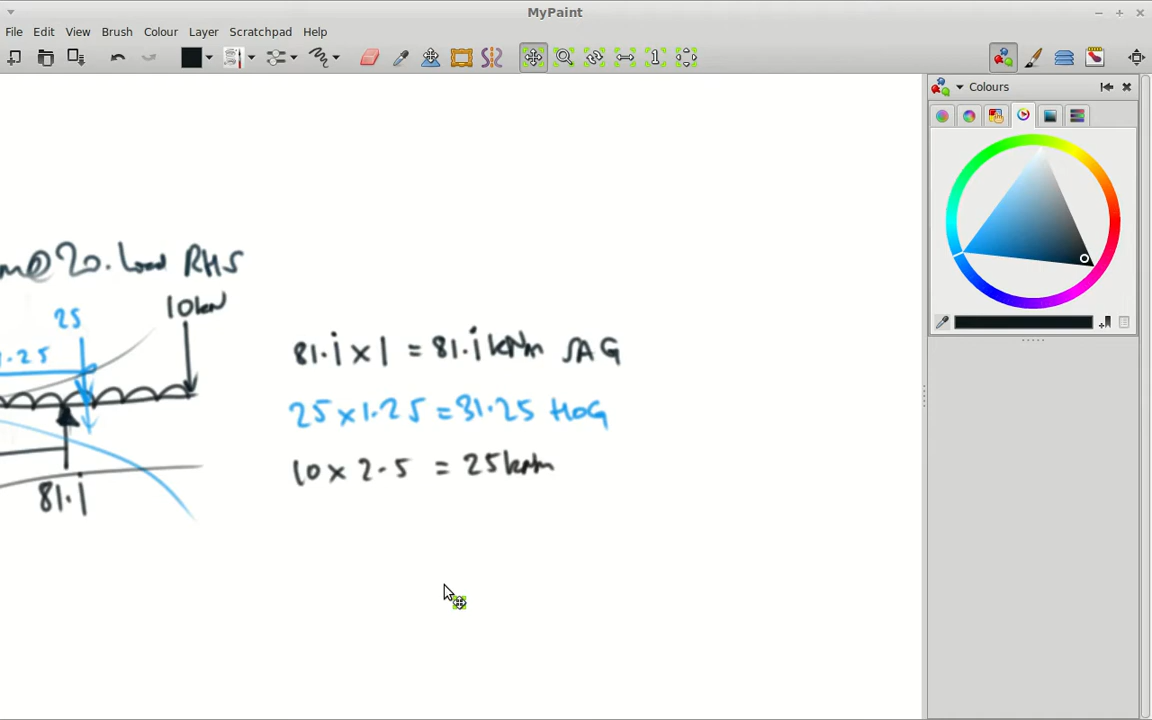 MyPaint
File Edit View Brush Colour Layer Scratchpad Help
1
Colours
m@20. Load RHS
10kN
25
1.25
81.i x 1 = 81.i kNm SAG
25 x 1.25 = 31.25 HOG
10 x 2.5 = 25kNm
81.i